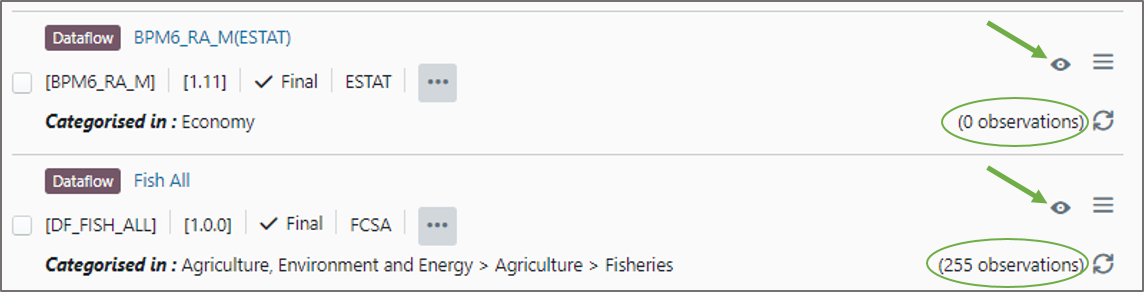 Dataflow BPM6_RA_M(ESTAT)
[BPM6_RA_M] [1.11] Final ESTAT ...
Categorised in : Economy (0 observations)
Dataflow Fish All
[DF_FISH_ALL] [1.0.0] Final FCSA ...
Categorised in : Agriculture, Environment and Energy > Agriculture > Fisheries (255 observations)